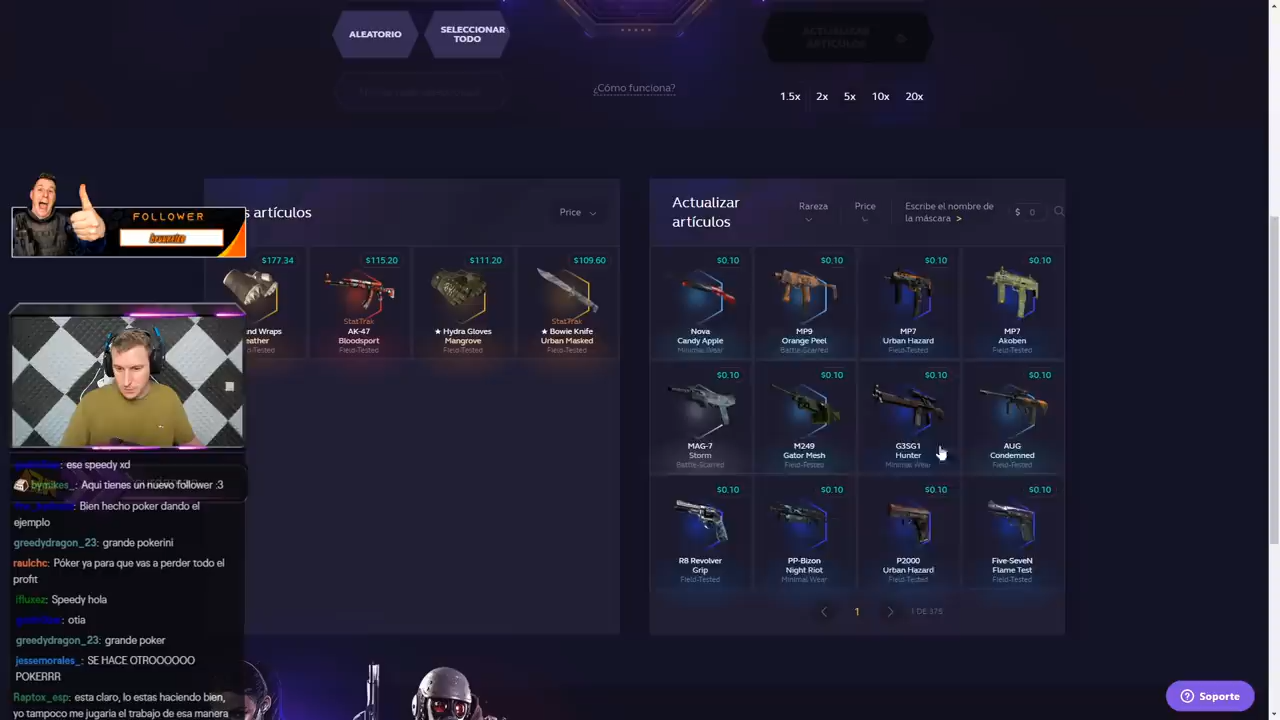 ALEATORIO
SELECCIONAR
TODO
ACTUALIZAR
ARTÍCULOS
¿Cómo funciona?
1.5x
2x
5x
10x
20x
FOLLOWER
s artículos
Price
$177.34
$115.20
$111.20
$109.60
nd Wraps
eather
Field-Tested
StatTrak
AK-47
Bloodsport
Field-Tested
★ Hydra Gloves
Mangrove
Field-Tested
StatTrak
★ Bowie Knife
Urban Masked
Field-Tested
Actualizar
artículos
Rareza
Price
Escribe el nombre de
la máscara >
$ 0
$0.10
$0.10
$0.10
$0.10
Nova
Candy Apple
Minimal Wear
MP9
Orange Peel
Battle-Scarred
MP7
Urban Hazard
Field-Tested
MP7
Akoben
Field-Tested
$0.10
$0.10
$0.10
$0.10
MAG-7
Storm
Battle-Scarred
M249
Gator Mesh
Field-Tested
G3SG1
Hunter
Minimal Wear
AUG
Condemned
Field-Tested
$0.10
$0.10
$0.10
$0.10
R8 Revolver
Grip
Field-Tested
PP-Bizon
Night Riot
Minimal Wear
P2000
Urban Hazard
Field-Tested
Five-SeveN
Flame Test
Field-Tested
1
1 DE 375
ese speedy xd
bymikes_: Aqui tienes un nuevo follower :3
Bien hecho poker dando el
ejemplo
greedydragon_23: grande pokerini
raulchc: Póker ya para que vas a perder todo el
profit
ifluxez: Speedy hola
otia
greedydragon_23: grande poker
jessemorales_: SE HACE OTROOOOOO
POKERRR
Raptox_esp: esta claro, lo estas haciendo bien,
yo tampoco me jugaria el trabajo de esa manera
Soporte